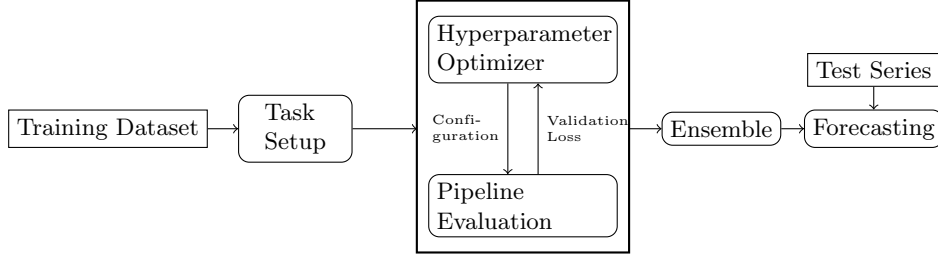 Training Dataset
Task
Setup
Hyperparameter
Optimizer
Confi-
guration
Validation
Loss
Pipeline
Evaluation
Ensemble
Test Series
Forecasting